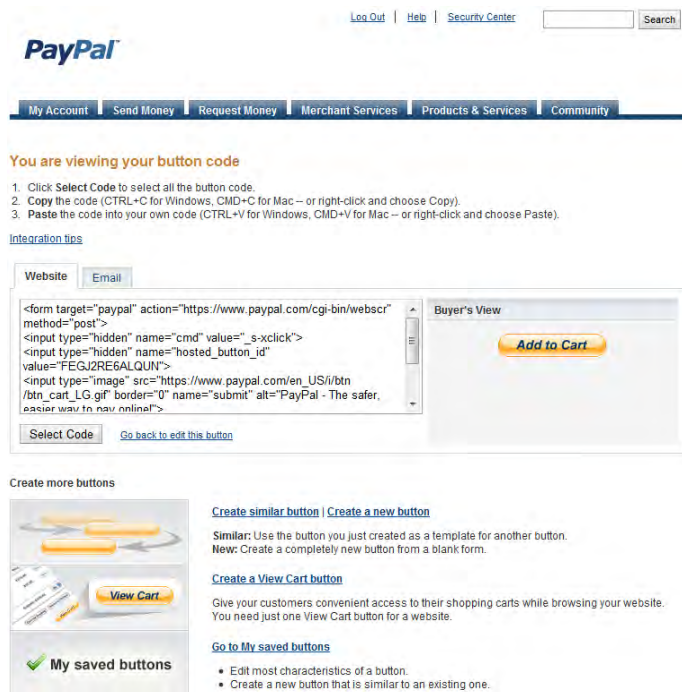 Log Out | Help | Security Center
Search
PayPal
My Account Send Money Request Money Merchant Services Products & Services Community
You are viewing your button code
1. Click Select Code to select all the button code.
2. Copy the code (CTRL+C for Windows, CMD+C for Mac -- or right-click and choose Copy).
3. Paste the code into your own code (CTRL+V for Windows, CMD+V for Mac -- or right-click and choose Paste).
Integration tips
Website Email
<form target="paypal" action="https://www.paypal.com/cgi-bin/webscr"
method="post">
<input type="hidden" name="cmd" value="_s-xclick">
<input type="hidden" name="hosted_button_id"
value="FEGJ2RE6ALQUN">
<input type="image" src="https://www.paypal.com/en_US/i/btn
/btn_cart_LG.gif" border="0" name="submit" alt="PayPal - The safer,
easier way to pay online!">
Buyer's View
Add to Cart
Select Code Go back to edit this button
Create more buttons
Create similar button | Create a new button
Similar: Use the button you just created as a template for another button.
New: Create a completely new button from a blank form.
View Cart
Create a View Cart button
Give your customers convenient access to their shopping carts while browsing your website.
You need just one View Cart button for a website.
My saved buttons
Go to My saved buttons
• Edit most characteristics of a button.
• Create a new button that is similar to an existing one.